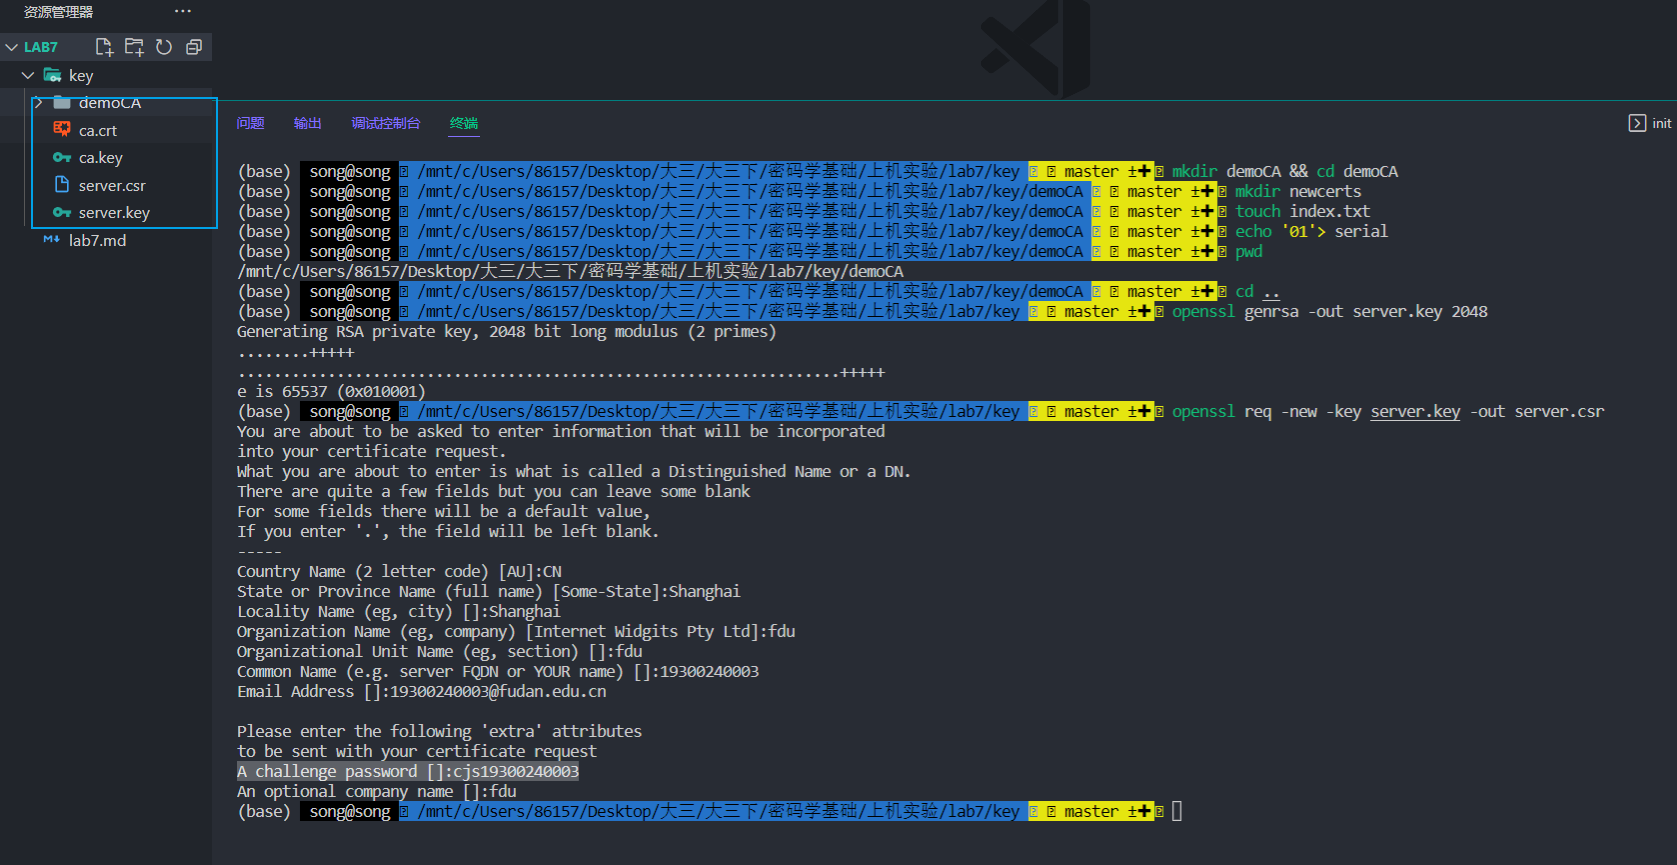 资源管理器 ...
LAB7
key
demoCA
ca.crt
ca.key
server.csr
server.key
lab7.md
问题 输出 调试控制台 终端
init
(base) song@song /mnt/c/Users/86157/Desktop/大三/大三下/密码学基础/上机实验/lab7/key master ±✚ mkdir demoCA && cd demoCA
(base) song@song /mnt/c/Users/86157/Desktop/大三/大三下/密码学基础/上机实验/lab7/key/demoCA master ±✚ mkdir newcerts
(base) song@song /mnt/c/Users/86157/Desktop/大三/大三下/密码学基础/上机实验/lab7/key/demoCA master ±✚ touch index.txt
(base) song@song /mnt/c/Users/86157/Desktop/大三/大三下/密码学基础/上机实验/lab7/key/demoCA master ±✚ echo '01'> serial
(base) song@song /mnt/c/Users/86157/Desktop/大三/大三下/密码学基础/上机实验/lab7/key/demoCA master ±✚ pwd
/mnt/c/Users/86157/Desktop/大三/大三下/密码学基础/上机实验/lab7/key/demoCA
(base) song@song /mnt/c/Users/86157/Desktop/大三/大三下/密码学基础/上机实验/lab7/key/demoCA master ±✚ cd ..
(base) song@song /mnt/c/Users/86157/Desktop/大三/大三下/密码学基础/上机实验/lab7/key master ±✚ openssl genrsa -out server.key 2048
Generating RSA private key, 2048 bit long modulus (2 primes)
........+++++
...................................................................+++++
e is 65537 (0x010001)
(base) song@song /mnt/c/Users/86157/Desktop/大三/大三下/密码学基础/上机实验/lab7/key master ±✚ openssl req -new -key server.key -out server.csr
You are about to be asked to enter information that will be incorporated
into your certificate request.
What you are about to enter is what is called a Distinguished Name or a DN.
There are quite a few fields but you can leave some blank
For some fields there will be a default value,
If you enter '.', the field will be left blank.
-----
Country Name (2 letter code) [AU]:CN
State or Province Name (full name) [Some-State]:Shanghai
Locality Name (eg, city) []:Shanghai
Organization Name (eg, company) [Internet Widgits Pty Ltd]:fdu
Organizational Unit Name (eg, section) []:fdu
Common Name (e.g. server FQDN or YOUR name) []:19300240003
Email Address []:19300240003@fudan.edu.cn
Please enter the following 'extra' attributes
to be sent with your certificate request
A challenge password []:cjs19300240003
An optional company name []:fdu
(base) song@song /mnt/c/Users/86157/Desktop/大三/大三下/密码学基础/上机实验/lab7/key master ±✚